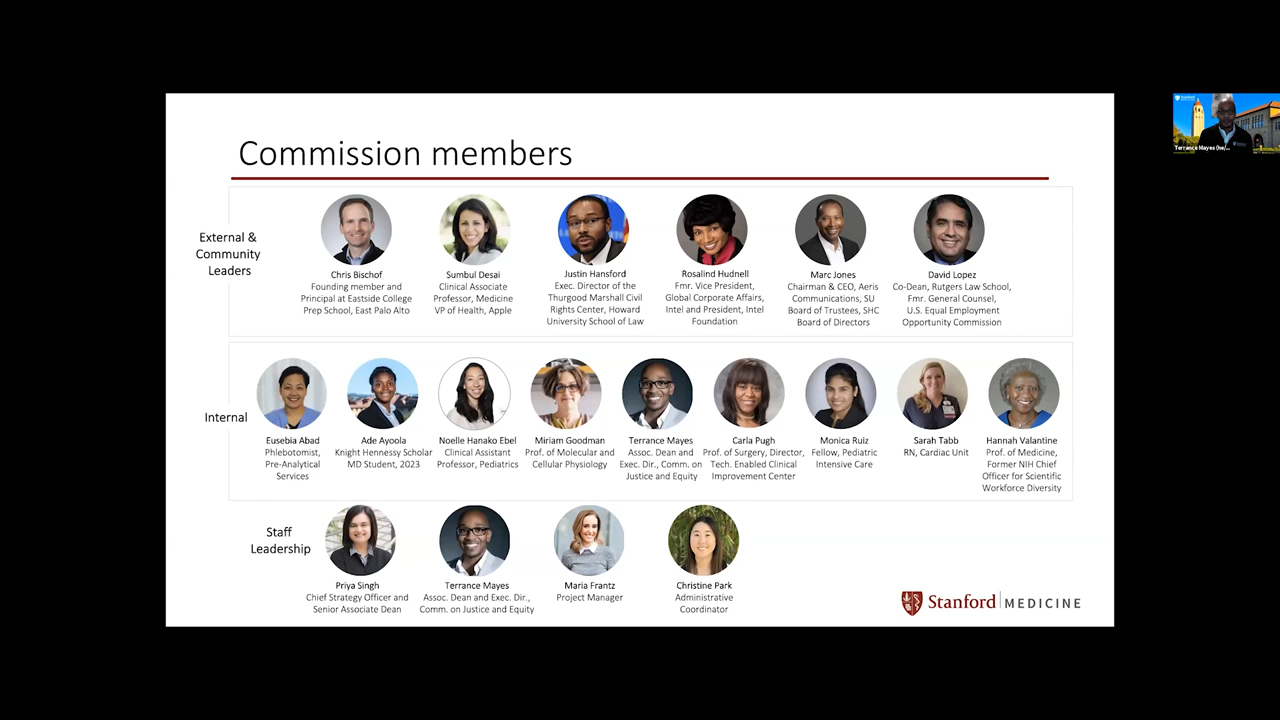 Commission members
External &
Community
Leaders
Chris Bischof
Founding member and
Principal at Eastside College
Prep School, East Palo Alto
Sumbul Desai
Clinical Associate
Professor, Medicine
VP of Health, Apple
Justin Hansford
Exec. Director of the
Thurgood Marshall Civil
Rights Center, Howard
University School of Law
Rosalind Hudnell
Fmr. Vice President,
Global Corporate Affairs,
Intel and President, Intel
Foundation
Marc Jones
Chairman & CEO, Aeris
Communications, SU
Board of Trustees, SHC
Board of Directors
David Lopez
Co-Dean, Rutgers Law School,
Fmr. General Counsel,
U.S. Equal Employment
Opportunity Commission
Internal
Eusebia Abad
Phlebotomist,
Pre-Analytical
Services
Ade Ayoola
Knight Hennessy Scholar
MD Student, 2023
Noelle Hanako Ebel
Clinical Assistant
Professor, Pediatrics
Miriam Goodman
Prof. of Molecular and
Cellular Physiology
Terrance Mayes
Assoc. Dean and
Exec. Dir., Comm. on
Justice and Equity
Carla Pugh
Prof. of Surgery, Director,
Tech. Enabled Clinical
Improvement Center
Monica Ruiz
Fellow, Pediatric
Intensive Care
Sarah Tabb
RN, Cardiac Unit
Hannah Valantine
Prof. of Medicine,
Former NIH Chief
Officer for Scientific
Workforce Diversity
Staff
Leadership
Priya Singh
Chief Strategy Officer and
Senior Associate Dean
Terrance Mayes
Assoc. Dean and Exec. Dir.,
Comm. on Justice and Equity
Maria Frantz
Project Manager
Christine Park
Administrative
Coordinator
Stanford MEDICINE
Terrance Mayes (he/...